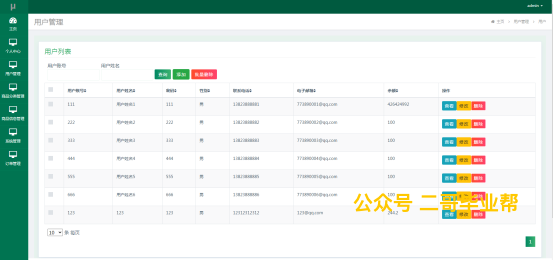 μ
admin
主页
用户管理
主页 用户管理 用户
个人中心
用户管理
商品分类管理
商品信息管理
系统管理
订单管理
用户列表
用户账号 用户姓名
查询 添加 批量删除
用户账号 用户姓名 密码 性别 联系电话 电子邮箱 余额 操作
111 用户姓名1 111 男 13823888881 773890001@qq.com 426424992 查看 修改 删除
222 用户姓名2 222 男 13823888882 773890002@qq.com 100 查看 修改 删除
333 用户姓名3 333 男 13823888883 773890003@qq.com 100 查看 修改 删除
444 用户姓名4 444 男 13823888884 773890004@qq.com 100 查看 修改 删除
555 用户姓名5 555 男 13823888885 773890005@qq.com 100 查看 修改 删除
666 用户姓名6 666 男 13823888886 773890006@qq.com 100 查看 修改 删除
123 123 123 男 12312312312 123@qq.com 查看 修改 删除
公众号 二哥毕业帮
10 条 每页
1